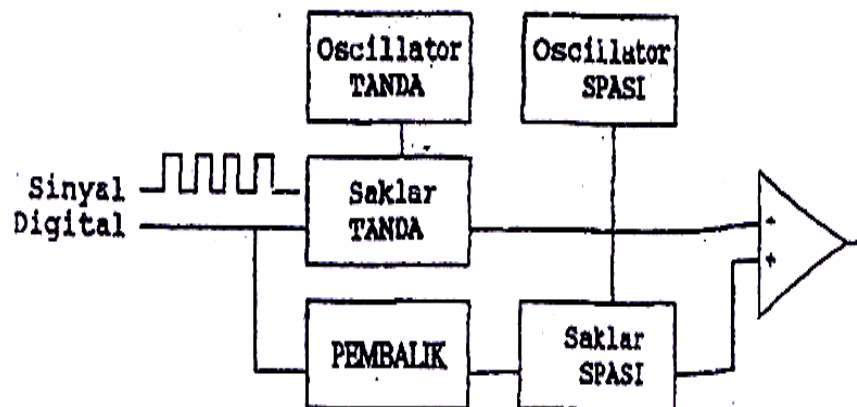 Oscillator
TANDA
Oscillator
SPASI
Sinyal
Digital
Saklar
TANDA
PEMBALIK
Saklar
SPASI
+
+